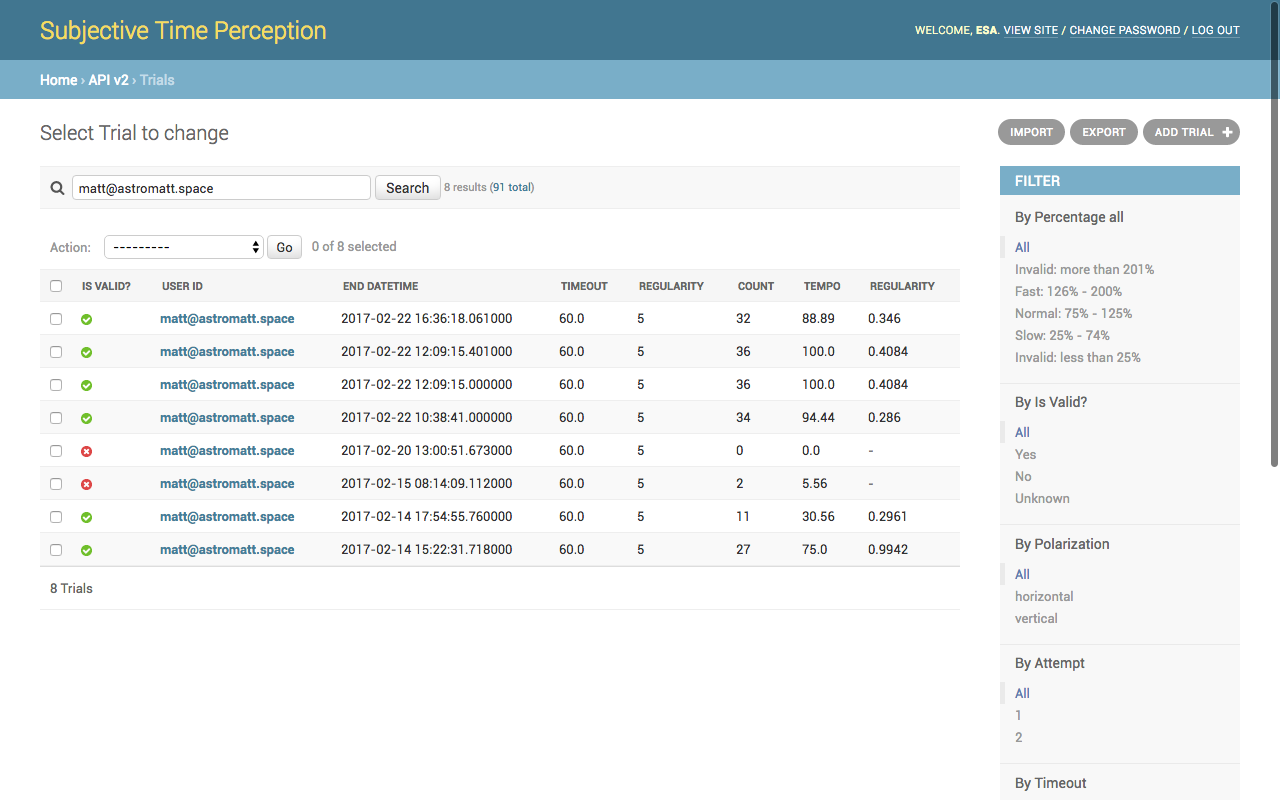 Subjective Time Perception
WELCOME, ESA. VIEW SITE / CHANGE PASSWORD / LOG OUT
Home › API v2 › Trials
Select Trial to change
IMPORT EXPORT ADD TRIAL +
matt@astromatt.space Search 8 results (91 total)
Action: --------- Go 0 of 8 selected
IS VALID? USER ID END DATETIME TIMEOUT REGULARITY COUNT TEMPO REGULARITY
matt@astromatt.space 2017-02-22 16:36:18.061000 60.0 5 32 88.89 0.346
matt@astromatt.space 2017-02-22 12:09:15.401000 60.0 5 36 100.0 0.4084
matt@astromatt.space 2017-02-22 12:09:15.000000 60.0 5 36 100.0 0.4084
matt@astromatt.space 2017-02-22 10:38:41.000000 60.0 5 34 94.44 0.286
matt@astromatt.space 2017-02-20 13:00:51.673000 60.0 5 0 0.0 -
matt@astromatt.space 2017-02-15 08:14:09.112000 60.0 5 2 5.56 -
matt@astromatt.space 2017-02-14 17:54:55.760000 60.0 5 11 30.56 0.2961
matt@astromatt.space 2017-02-14 15:22:31.718000 60.0 5 27 75.0 0.9942
8 Trials
FILTER
By Percentage all
All
Invalid: more than 201%
Fast: 126% - 200%
Normal: 75% - 125%
Slow: 25% - 74%
Invalid: less than 25%
By Is Valid?
All
Yes
No
Unknown
By Polarization
All
horizontal
vertical
By Attempt
All
1
2
By Timeout